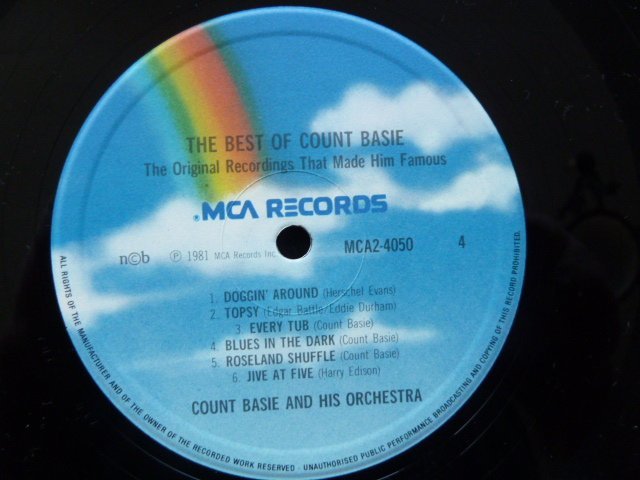 THE BEST OF COUNT BASIE
The Original Recordings That Made Him Famous
®MCA RECORDS
n©b ℗ 1981 MCA Records Inc MCA2-4050 4
1. DOGGIN' AROUND (Herschel Evans)
2. TOPSY (Edgar Battle/Eddie Durham)
3. EVERY TUB (Count Basie)
4. BLUES IN THE DARK (Count Basie)
5. ROSELAND SHUFFLE (Count Basie)
6. JIVE AT FIVE (Harry Edison)
COUNT BASIE AND HIS ORCHESTRA
ALL RIGHTS OF THE MANUFACTURER AND OF THE OWNER OF THE RECORDED WORK RESERVED - UNAUTHORISED PUBLIC PERFORMANCE BROADCASTING AND COPYING OF THIS RECORD PROHIBITED.